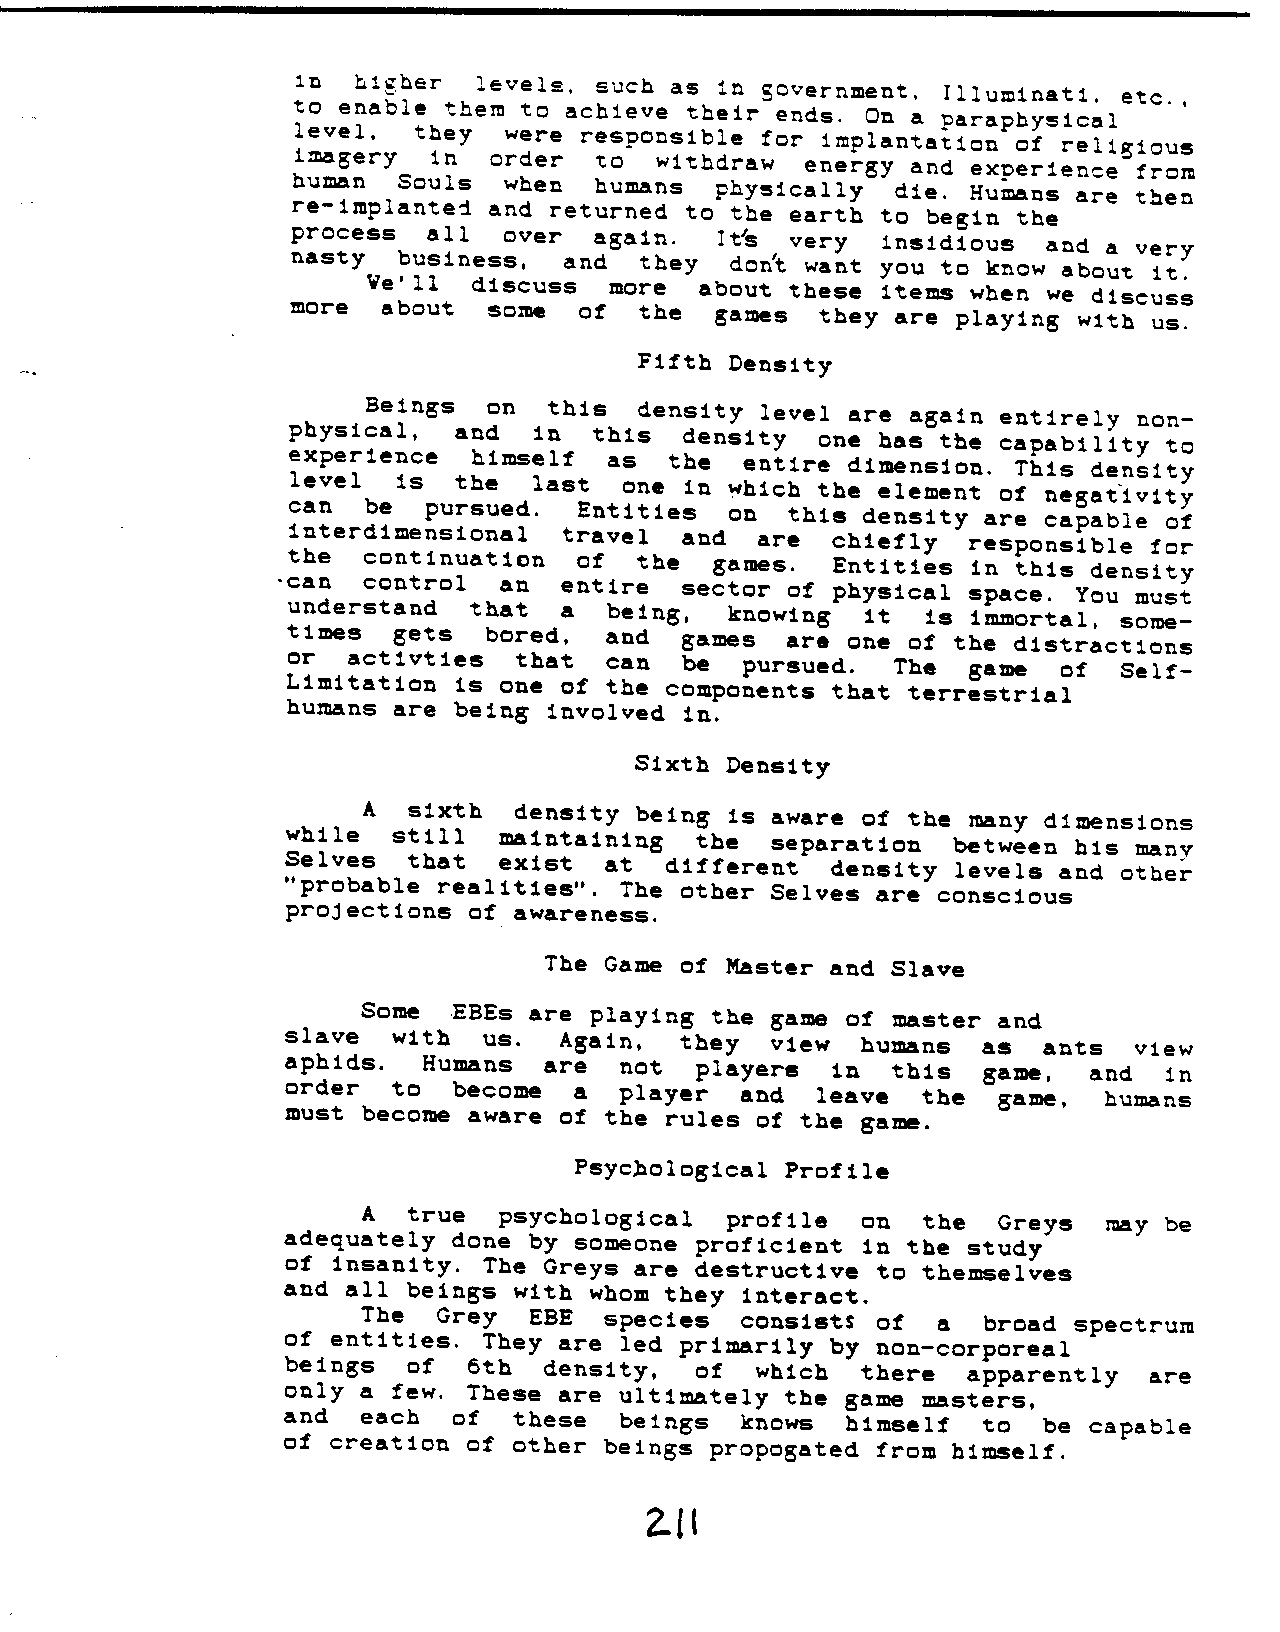 in higher levels, such as in government, Illuminati, etc.,
to enable them to achieve their ends. On a paraphysical
level, they were responsible for implantation of religious
imagery in order to withdraw energy and experience from
human Souls when humans physically die. Humans are then
re-implanted and returned to the earth to begin the
process all over again. It's very insidious and a very
nasty business, and they don't want you to know about it.
We'll discuss more about these items when we discuss
more about some of the games they are playing with us.
Fifth Density
Beings on this density level are again entirely non-
physical, and in this density one has the capability to
experience himself as the entire dimension. This density
level is the last one in which the element of negativity
can be pursued. Entities on this density are capable of
interdimensional travel and are chiefly responsible for
the continuation of the games. Entities in this density
can control an entire sector of physical space. You must
understand that a being, knowing it is immortal, some-
times gets bored, and games are one of the distractions
or activties that can be pursued. The game of Self-
Limitation is one of the components that terrestrial
humans are being involved in.
Sixth Density
A sixth density being is aware of the many dimensions
while still maintaining the separation between his many
Selves that exist at different density levels and other
"probable realities". The other Selves are conscious
projections of awareness.
The Game of Master and Slave
Some EBEs are playing the game of master and
slave with us. Again, they view humans as ants view
aphids. Humans are not players in this game, and in
order to become a player and leave the game, humans
must become aware of the rules of the game.
Psychological Profile
A true psychological profile on the Greys may be
adequately done by someone proficient in the study
of insanity. The Greys are destructive to themselves
and all beings with whom they interact.
The Grey EBE species consists of a broad spectrum
of entities. They are led primarily by non-corporeal
beings of 6th density, of which there apparently are
only a few. These are ultimately the game masters,
and each of these beings knows himself to be capable
of creation of other beings propogated from himself.
211